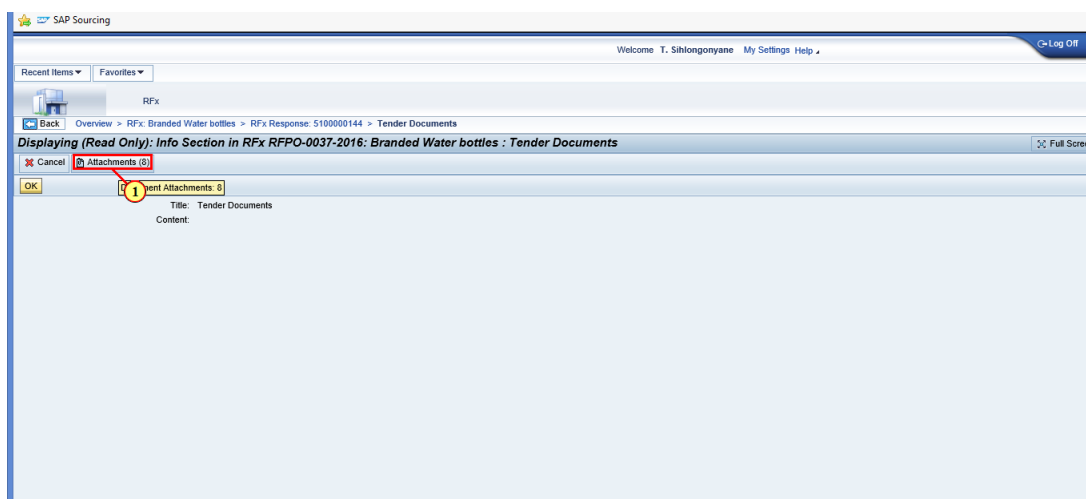 SAP Sourcing
Welcome T. Sihlongonyane My Settings Help
Log Off
Recent Items Favorites
RFx
Back Overview > RFx: Branded Water bottles > RFx Response: 5100000144 > Tender Documents
Displaying (Read Only): Info Section in RFx RFPO-0037-2016: Branded Water bottles : Tender Documents
Full Scre
Cancel Attachments (8)
OK
1
ment Attachments: 8
Title: Tender Documents
Content: